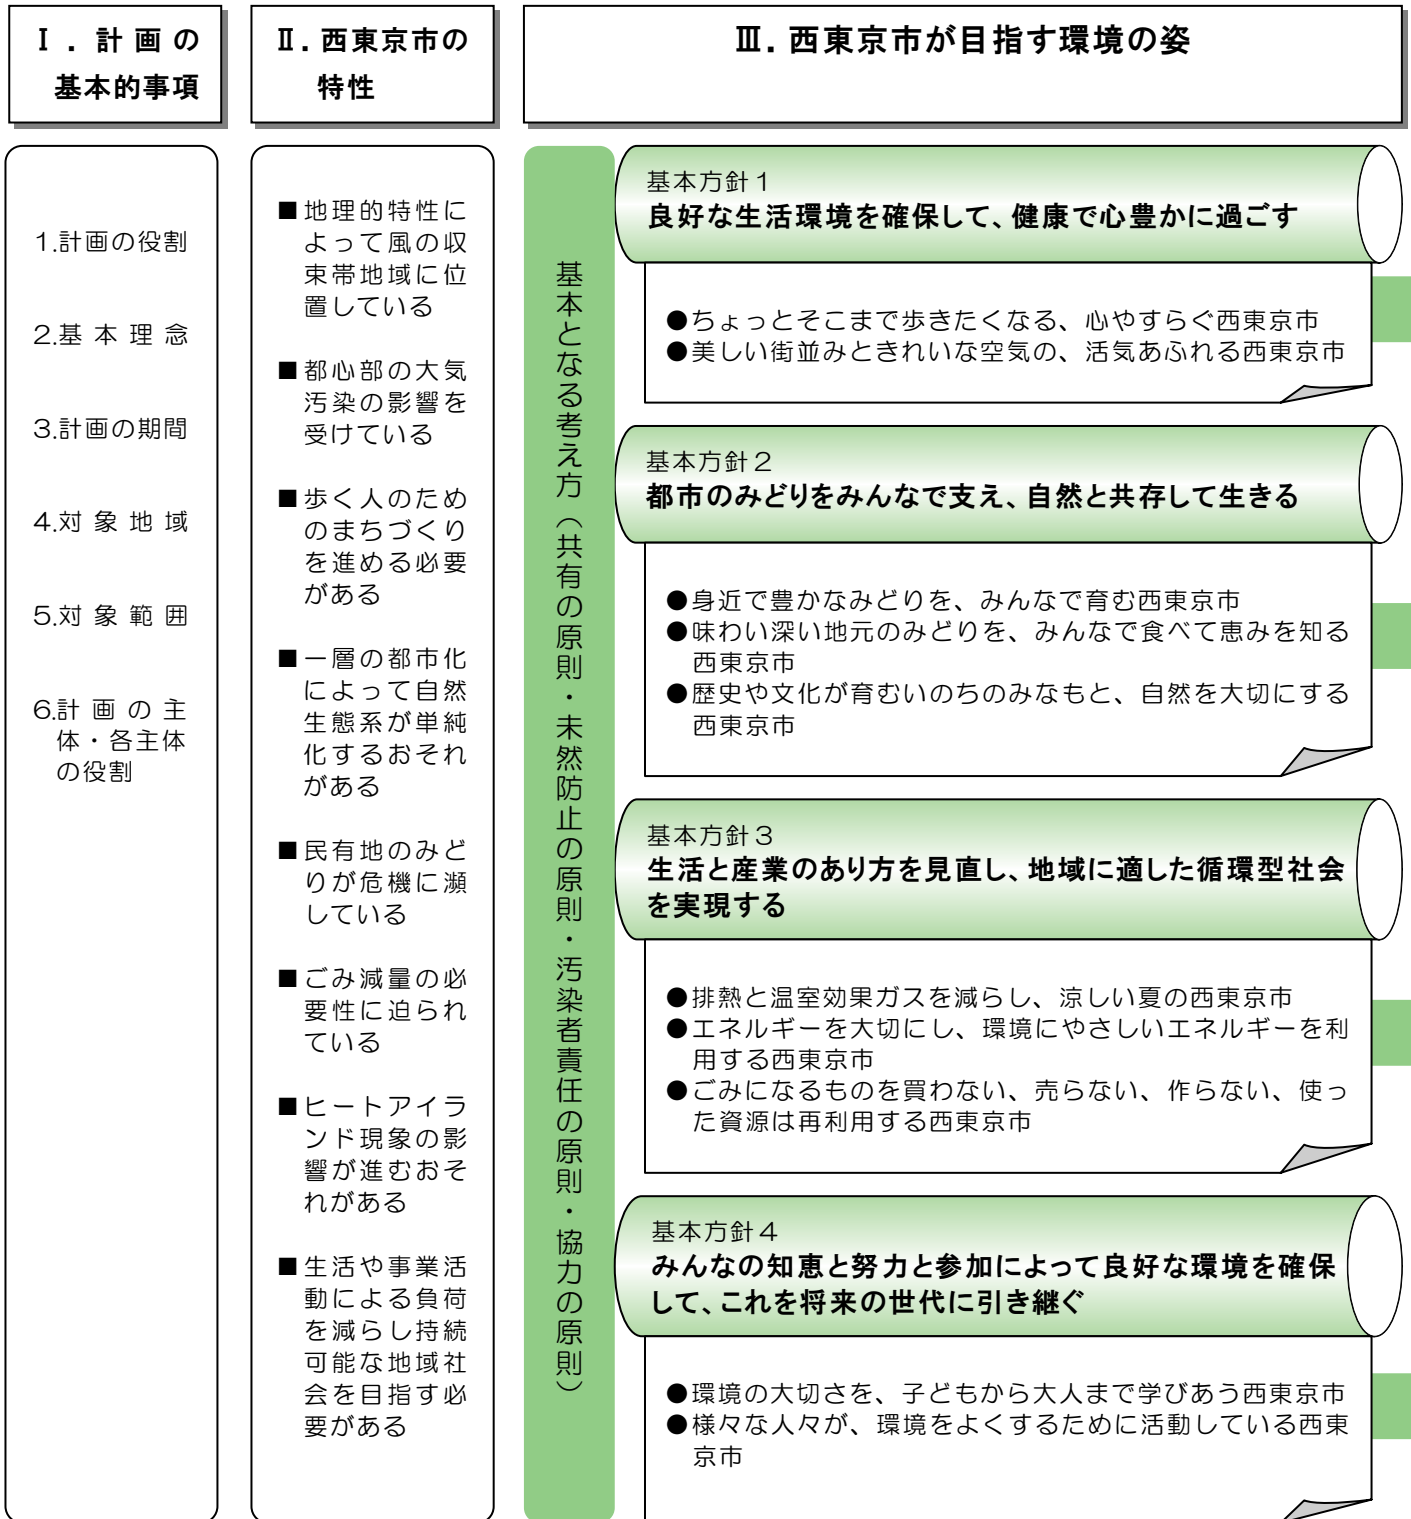 Ⅰ．計画の
基本的事項
Ⅱ．西東京市の
特性
Ⅲ．西東京市が目指す環境の姿
1.計画の役割
2.基本理念
3.計画の期間
4.対象地域
5.対象範囲
6.計画の主
体・各主体
の役割
■地理的特性に
よって風の収
束帯地域に位
置している
■都心部の大気
汚染の影響を
受けている
■歩く人のため
のまちづくり
を進める必要
がある
■一層の都市化
によって自然
生態系が単純
化するおそれ
がある
■民有地のみど
りが危機に瀕
している
■ごみ減量の必
要性に迫られ
ている
■ヒートアイラ
ンド現象の影
響が進むおそ
れがある
■生活や事業活
動による負荷
を減らし持続
可能な地域社
会を目指す必
要がある
基本となる考え方（共有の原則・未然防止の原則・汚染者責任の原則・協力の原則）
基本方針１
良好な生活環境を確保して、健康で心豊かに過ごす
●ちょっとそこまで歩きたくなる、心やすらぐ西東京市
●美しい街並みときれいな空気の、活気あふれる西東京市
基本方針２
都市のみどりをみんなで支え、自然と共存して生きる
●身近で豊かなみどりを、みんなで育む西東京市
●味わい深い地元のみどりを、みんなで食べて恵みを知る
西東京市
●歴史や文化が育むいのちのみなもと、自然を大切にする
西東京市
基本方針３
生活と産業のあり方を見直し、地域に適した循環型社会
を実現する
●排熱と温室効果ガスを減らし、涼しい夏の西東京市
●エネルギーを大切にし、環境にやさしいエネルギーを利
用する西東京市
●ごみになるものを買わない、売らない、作らない、使っ
た資源は再利用する西東京市
基本方針４
みんなの知恵と努力と参加によって良好な環境を確保
して、これを将来の世代に引き継ぐ
●環境の大切さを、子どもから大人まで学びあう西東京市
●様々な人々が、環境をよくするために活動している西東
京市